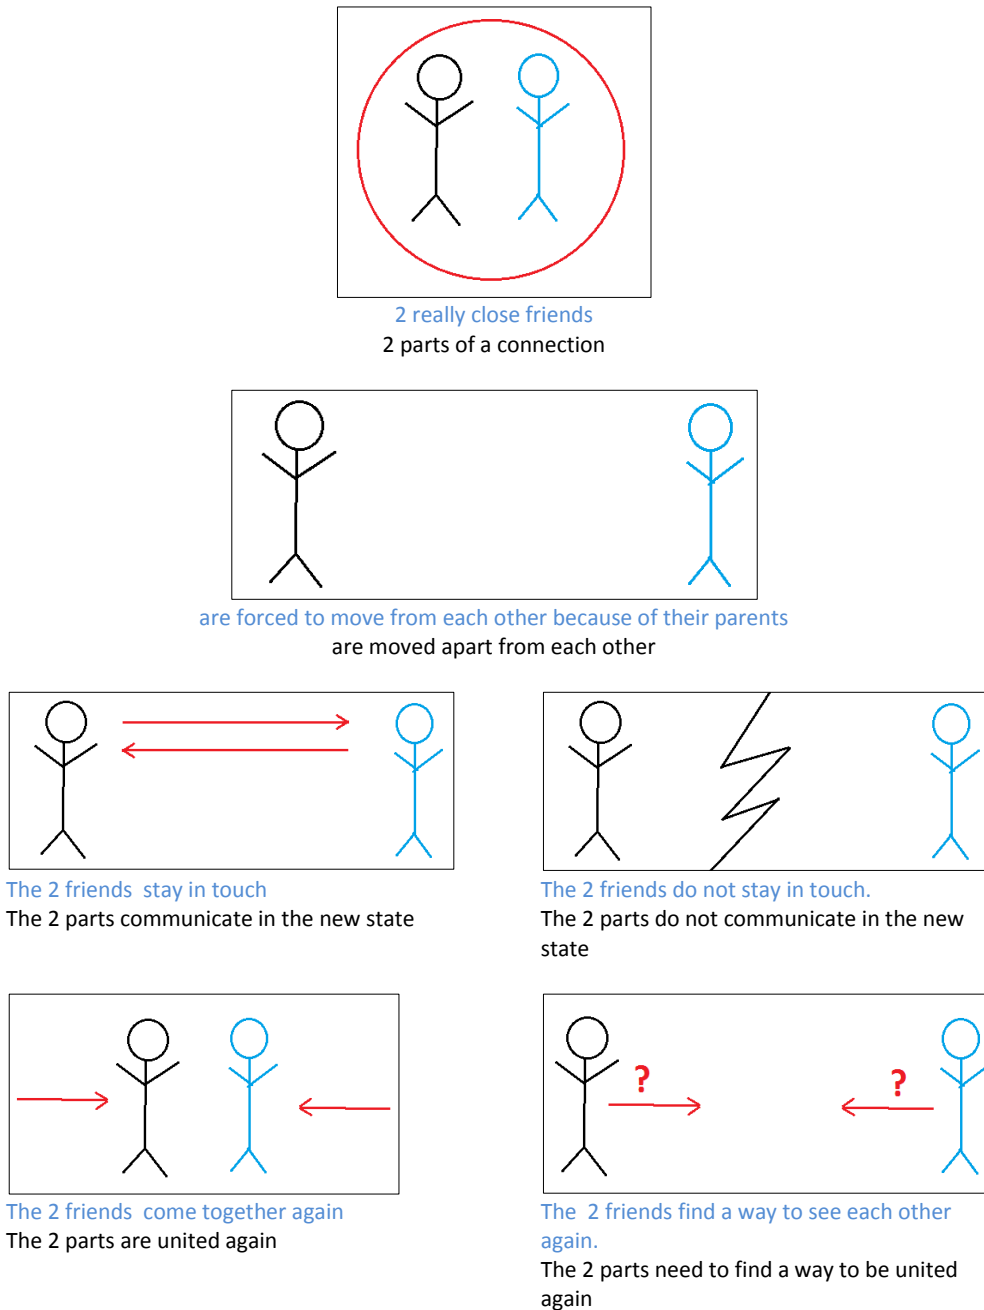 2 really close friends
2 parts of a connection
are forced to move from each other because of their parents
are moved apart from each other
The 2 friends  stay in touch
The 2 parts communicate in the new state
The 2 friends do not stay in touch.
The 2 parts do not communicate in the new
state
?
?
The 2 friends  come together again
The 2 parts are united again
The  2 friends find a way to see each other
again.
The 2 parts need to find a way to be united
again